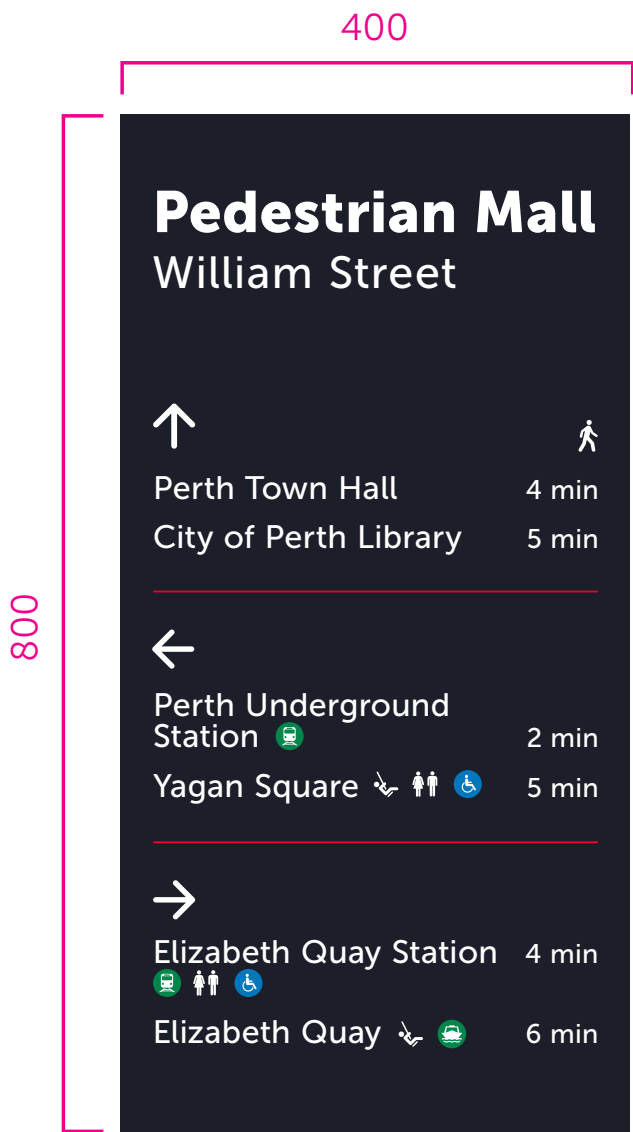 400
800
Pedestrian Mall
William Street
Perth Town Hall 4 min
City of Perth Library 5 min
Perth Underground
Station 2 min
Yagan Square 5 min
Elizabeth Quay Station 4 min
Elizabeth Quay 6 min